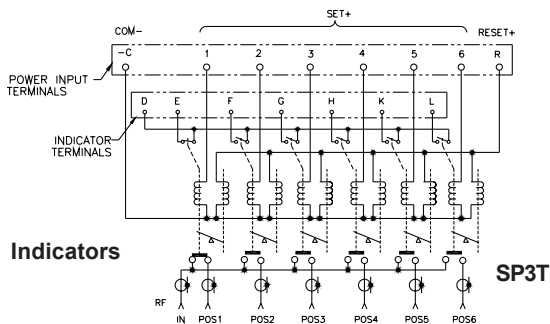 SET+
COM- RESET+
-C 1 2 3 4 5 6 R
POWER INPUT
TERMINALS
D E F G H K L
INDICATOR
TERMINALS
Indicators
SP3T
RF
IN POS1 POS2 POS3 POS4 POS5 POS6